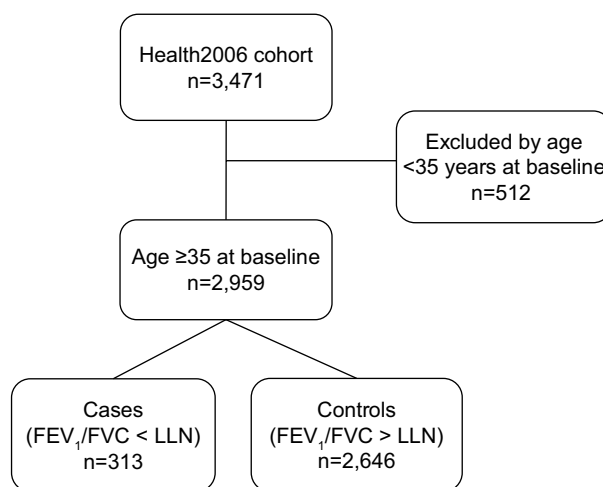 Health2006 cohort
n=3,471
Excluded by age
<35 years at baseline
n=512
Age ≥35 at baseline
n=2,959
Cases
(FEV₁/FVC < LLN)
n=313
Controls
(FEV₁/FVC > LLN)
n=2,646